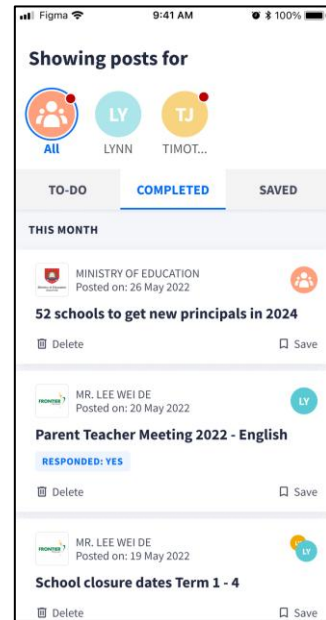 Figma 9:41 AM 100%
Showing posts for
LY TJ
All LYNN TIMOT...
TO-DO COMPLETED SAVED
THIS MONTH
MINISTRY OF EDUCATION
Posted on: 26 May 2022
52 schools to get new principals in 2024
Delete Save
FRONTIER
MR. LEE WEI DE
Posted on: 20 May 2022
LY
Parent Teacher Meeting 2022 - English
RESPONDED: YES
Delete Save
FRONTIER
MR. LEE WEI DE
Posted on: 19 May 2022
LY
School closure dates Term 1 - 4
Delete Save